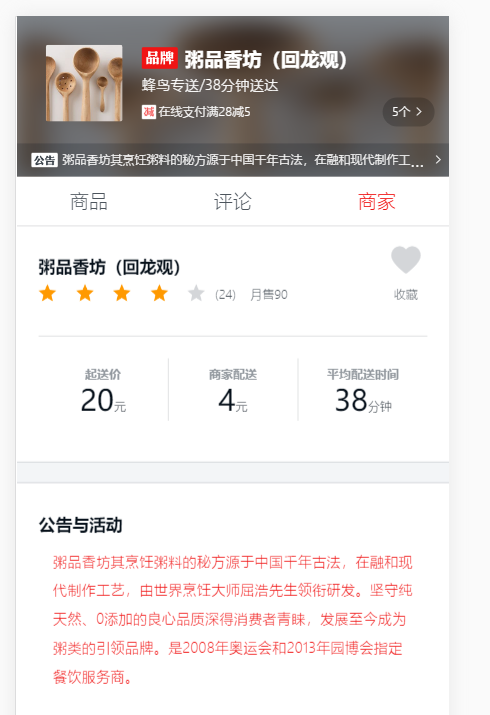 品牌 粥品香坊（回龙观）
蜂鸟专送/38分钟送达
减 在线支付满28减5
5个 >
公告 粥品香坊其烹饪粥料的秘方源于中国千年古法，在融和现代制作工... >
商品 评论 商家
粥品香坊（回龙观）
(24) 月售90
收藏
起送价 商家配送 平均配送时间
20元 4元 38分钟
公告与活动
粥品香坊其烹饪粥料的秘方源于中国千年古法，在融和现
代制作工艺，由世界烹饪大师屈浩先生领衔研发。坚守纯
天然、0添加的良心品质深得消费者青睐，发展至今成为
粥类的引领品牌。是2008年奥运会和2013年园博会指定
餐饮服务商。